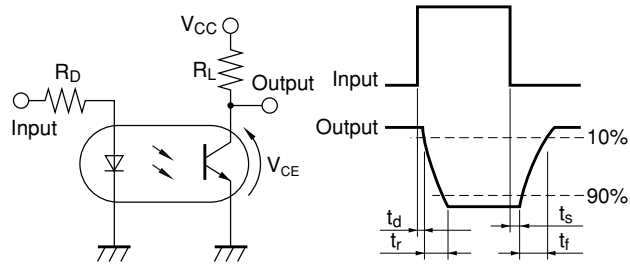 V_CC
R_D
R_L
Output
Input
V_CE
Input
Output
10%
90%
t_d
t_s
t_r
t_f